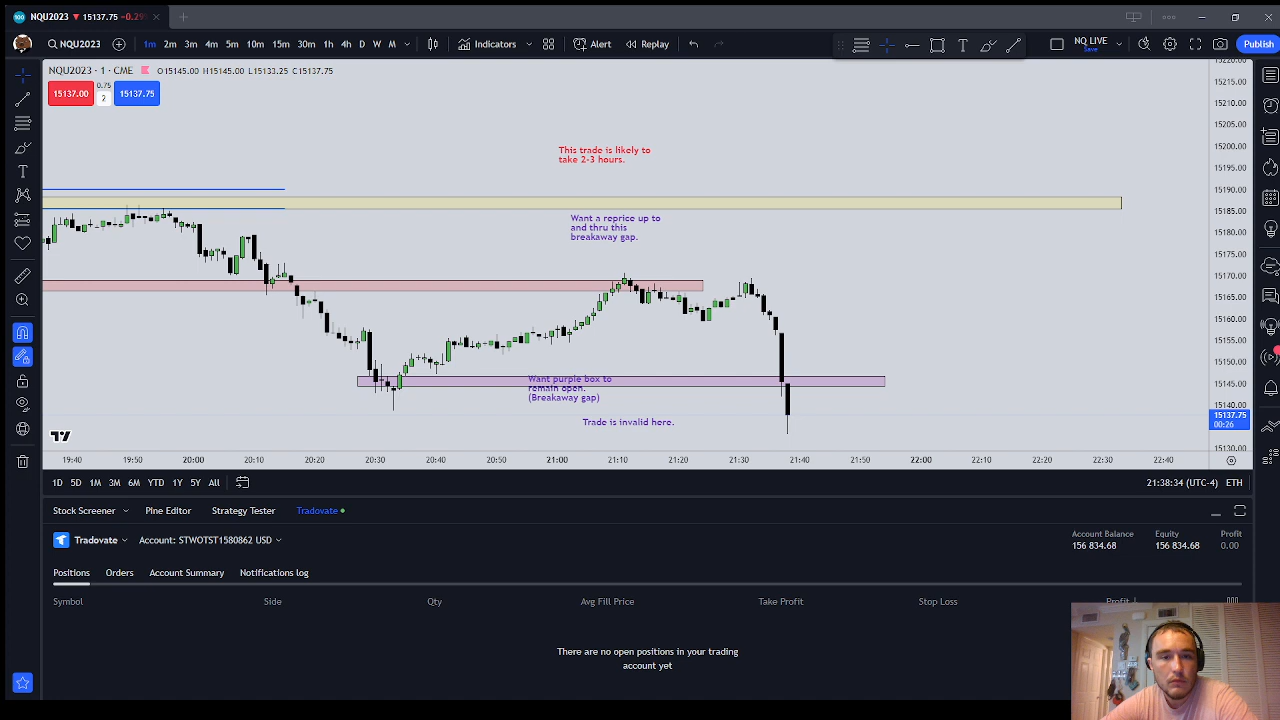 NQU2023 ▼ 15137.75 −0.29%
NQU2023
1m 2m 3m 4m 5m 10m 15m 30m 1h 4h D W M
Indicators
Alert
Replay
NQ LIVE
Save
Publish
NQU2023 · 1 · CME O15145.00 H15145.00 L15133.25 C15137.75
15137.00
0.75
2
15137.75
This trade is likely to
take 2-3 hours.
Want a reprice up to
and thru this
breakaway gap.
Want purple box to
remain open.
(Breakaway gap)
Trade is invalid here.
15220.00
15215.00
15210.00
15205.00
15200.00
15195.00
15190.00
15185.00
15180.00
15175.00
15170.00
15165.00
15160.00
15155.00
15150.00
15145.00
15140.00
15137.75
00:26
15130.00
19:40 19:50 20:00 20:10 20:20 20:30 20:40 20:50 21:00 21:10 21:20 21:30 21:40 21:50 22:00 22:10 22:20 22:30 22:40
1D 5D 1M 3M 6M YTD 1Y 5Y All
21:38:34 (UTC-4) ETH
Stock Screener Pine Editor Strategy Tester Tradovate
Tradovate Account: STWOTST1580862 USD
Account Balance Equity Profit
156 834.68 156 834.68 0.00
Positions Orders Account Summary Notifications log
Symbol Side Qty Avg Fill Price Take Profit Stop Loss Profit
There are no open positions in your trading
account yet